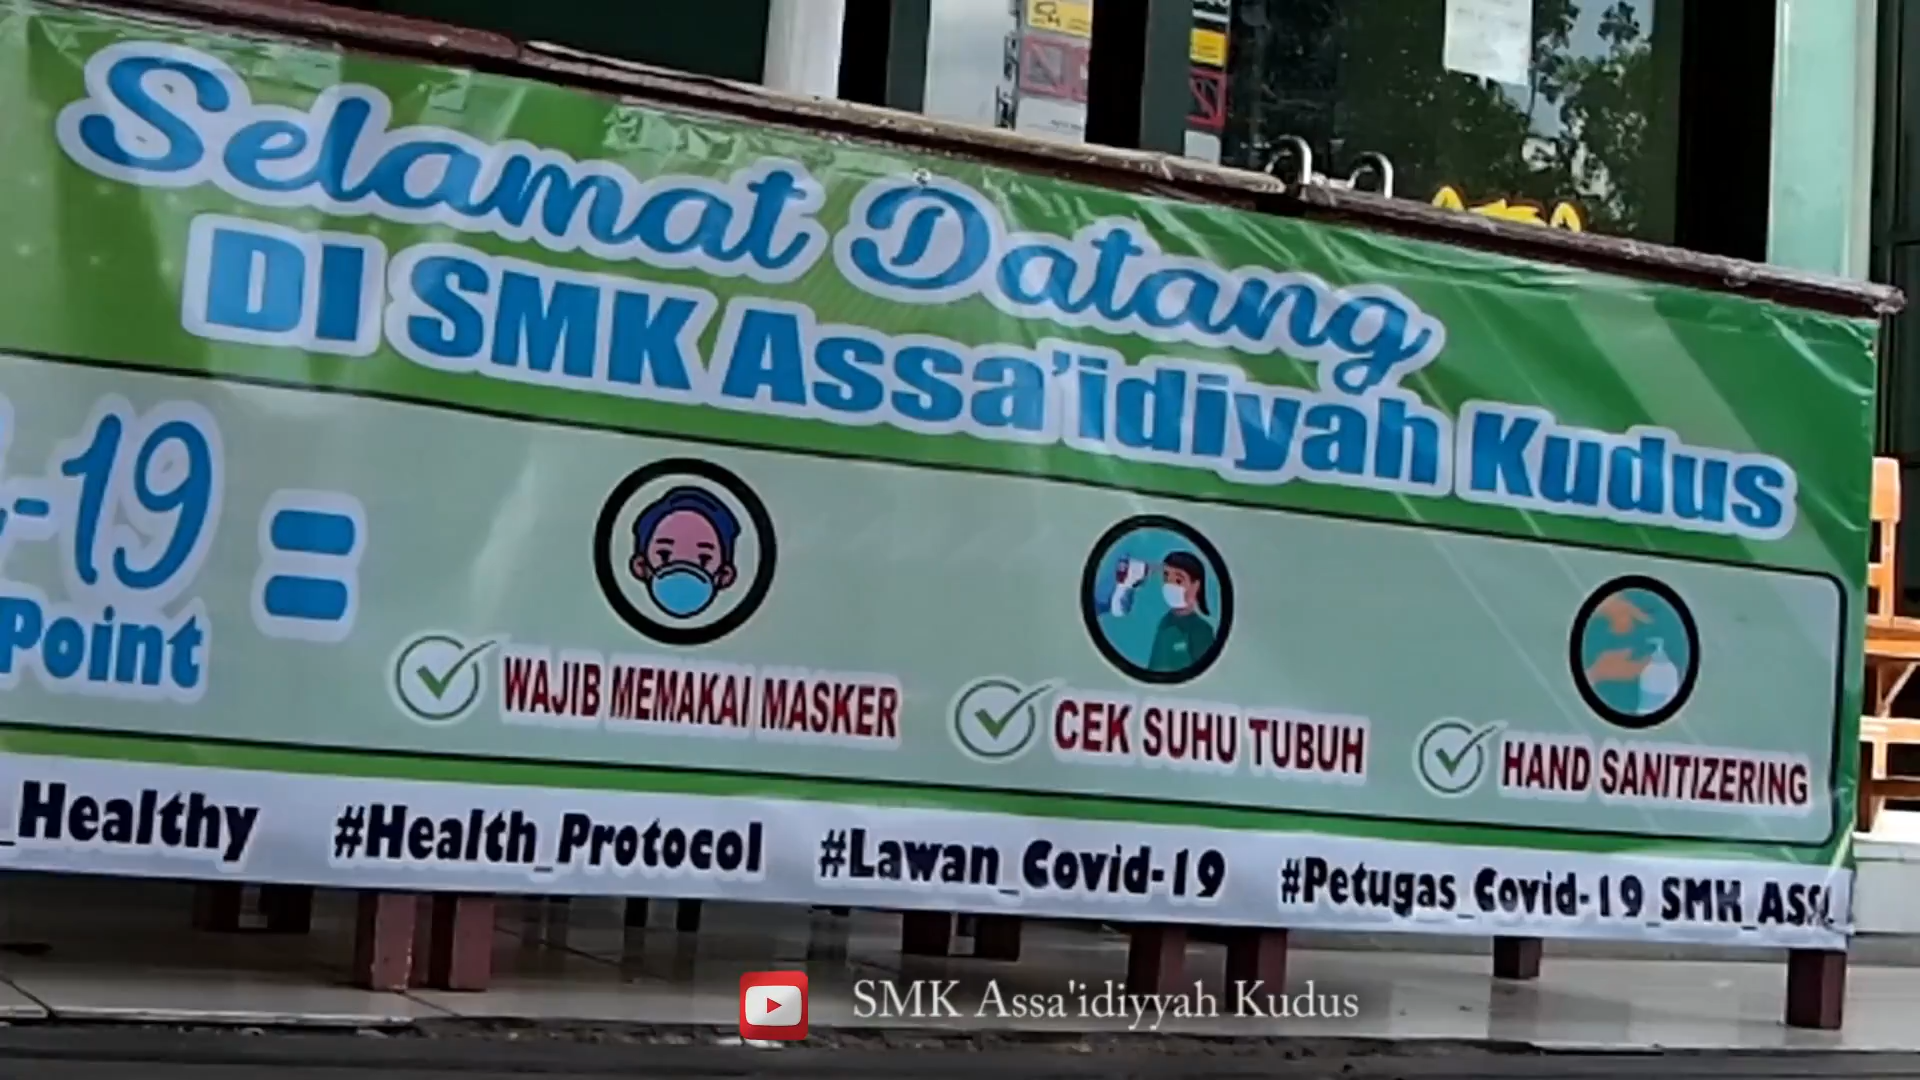 Selamat Datang
DI SMK Assa'idiyah Kudus
-19 =
Point
WAJIB MEMAKAI MASKER
CEK SUHU TUBUH
HAND SANITIZERING
_Healthy #Health_Protocol #Lawan_Covid-19 #Petugas_Covid-19_SMK_ASSA
SMK Assa'idiyyah Kudus